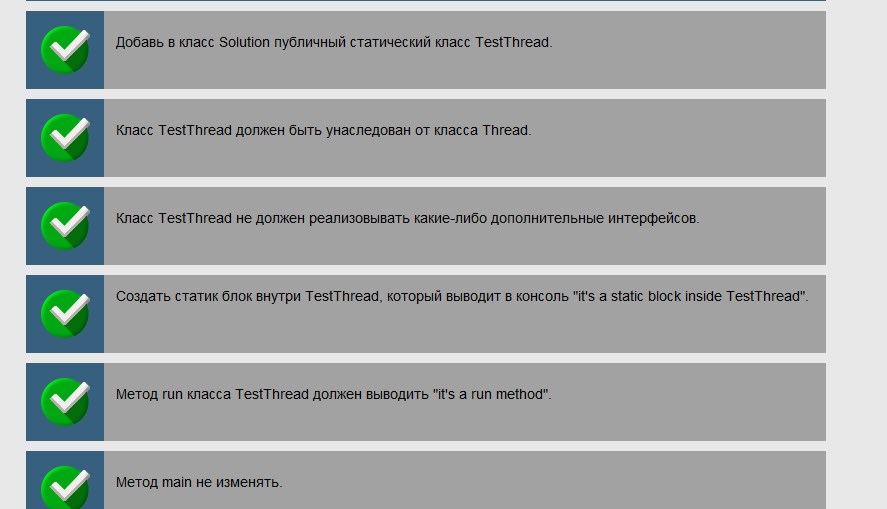 Добавь в класс Solution публичный статический класс TestThread.
Класс TestThread должен быть унаследован от класса Thread.
Класс TestThread не должен реализовывать какие-либо дополнительные интерфейсов.
Создать статик блок внутри TestThread, который выводит в консоль "it's a static block inside TestThread".
Метод run класса TestThread должен выводить "it's a run method".
Метод main не изменять.